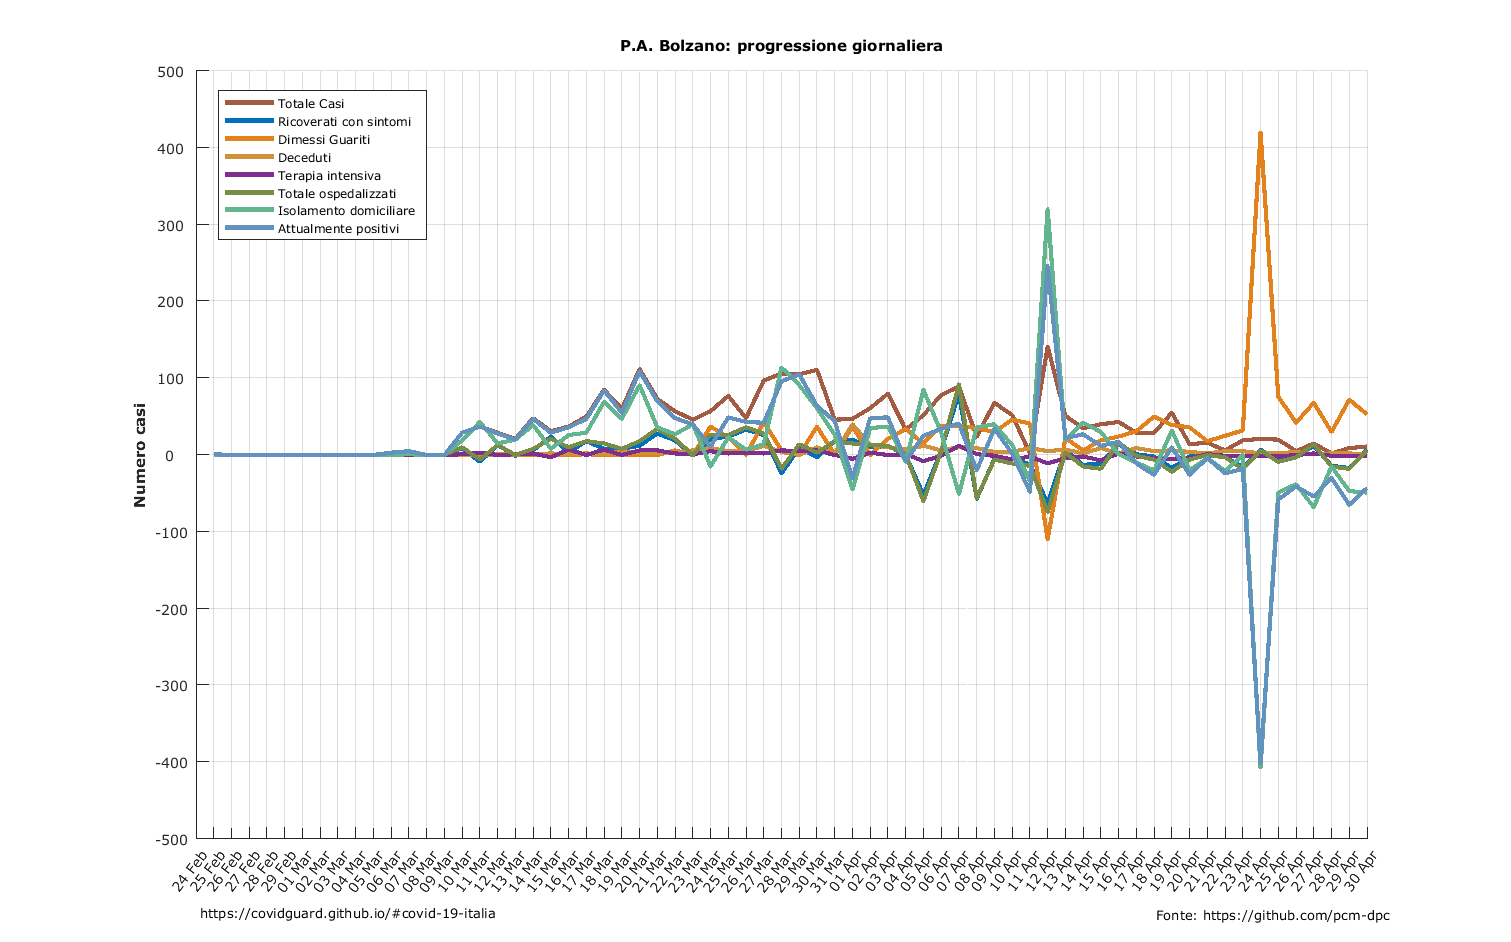 P.A. Bolzano: progressione giornaliera
500
400
300
200
100
0
-100
-200
-300
-400
-500
Numero casi
Totale Casi
Ricoverati con sintomi
Dimessi Guariti
Deceduti
Terapia intensiva
Totale ospedalizzati
Isolamento domiciliare
Attualmente positivi
24 Feb
25 Feb
26 Feb
27 Feb
28 Feb
29 Feb
01 Mar
02 Mar
03 Mar
04 Mar
05 Mar
06 Mar
07 Mar
08 Mar
09 Mar
10 Mar
11 Mar
12 Mar
13 Mar
14 Mar
15 Mar
16 Mar
17 Mar
18 Mar
19 Mar
20 Mar
21 Mar
22 Mar
23 Mar
24 Mar
25 Mar
26 Mar
27 Mar
28 Mar
29 Mar
30 Mar
31 Mar
01 Apr
02 Apr
03 Apr
04 Apr
05 Apr
06 Apr
07 Apr
08 Apr
09 Apr
10 Apr
11 Apr
12 Apr
13 Apr
14 Apr
15 Apr
16 Apr
17 Apr
18 Apr
19 Apr
20 Apr
21 Apr
22 Apr
23 Apr
24 Apr
25 Apr
26 Apr
27 Apr
28 Apr
29 Apr
30 Apr
https://covidguard.github.io/#covid-19-italia
Fonte: https://github.com/pcm-dpc